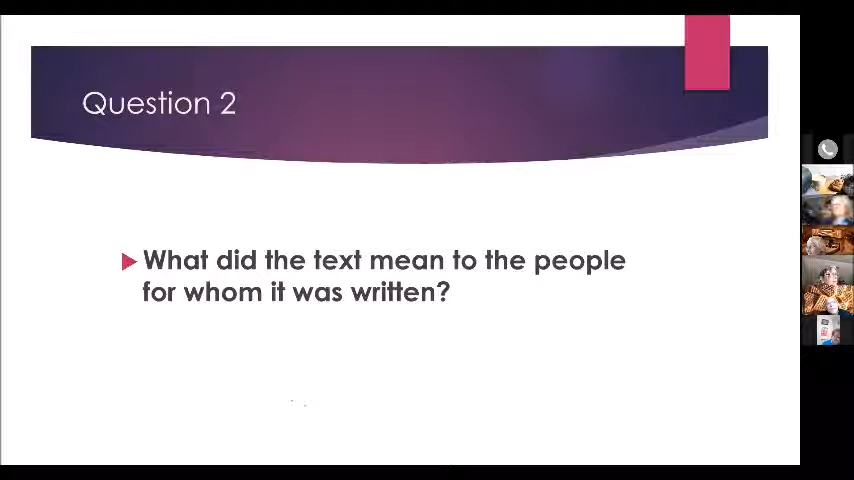 Question 2
What did the text mean to the people
for whom it was written?